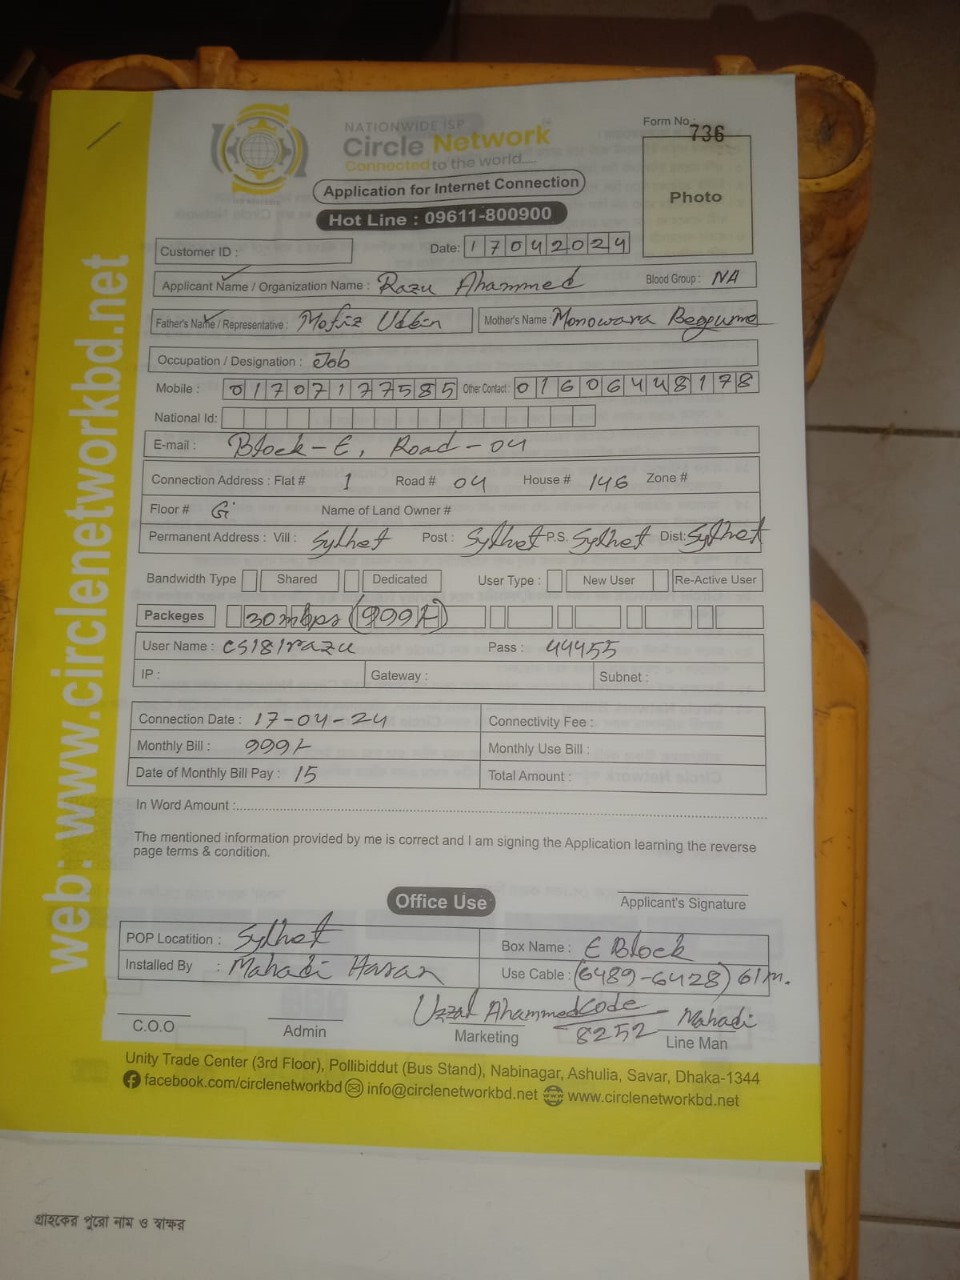 NATIONWIDE ISP
Circle Network
Connected to the world....
Form No. 736
Photo
Application for Internet Connection
Hot Line : 09611-800900
Customer ID :
Date: 17042024
Applicant Name / Organization Name : Razu Ahammed Blood Group : NA
Father's Name / Representative : Mofiz Uddin Mother's Name : Monowara Beggume
Occupation / Designation : Job
Mobile : 01707177585 Other Contact : 01606448178
National Id:
E-mail : Block-E, Road-04
Connection Address : Flat # 1 Road # 04 House # 146 Zone #
Floor # G Name of Land Owner #
Permanent Address : Vill : Sylhet Post : Sylhet P.S. Sylhet Dist: Sylhet
Bandwidth Type Shared Dedicated User Type : New User Re-Active User
Packeges 30mbps (999/-)
User Name : cs181razu Pass : 44455
IP : Gateway : Subnet :
Connection Date : 17-04-24 Connectivity Fee :
Monthly Bill : 999/- Monthly Use Bill :
Date of Monthly Bill Pay : 15 Total Amount :
In Word Amount :
The mentioned information provided by me is correct and I am signing the Application learning the reverse
page terms & condition.
Office Use
Applicant's Signature
POP Locatition : Sylhet Box Name : E Block
Installed By : Mahadi Hasan Use Cable : (6489-6428) 61m.
Uzzal Ahammed Code 8252 Mahadi
C.O.O Admin Marketing Line Man
Unity Trade Center (3rd Floor), Pollibiddut (Bus Stand), Nabinagar, Ashulia, Savar, Dhaka-1344
facebook.com/circlenetworkbd info@circlenetworkbd.net www.circlenetworkbd.net
web: www.circlenetworkbd.net
গ্রাহকের পুরো নাম ও স্বাক্ষর